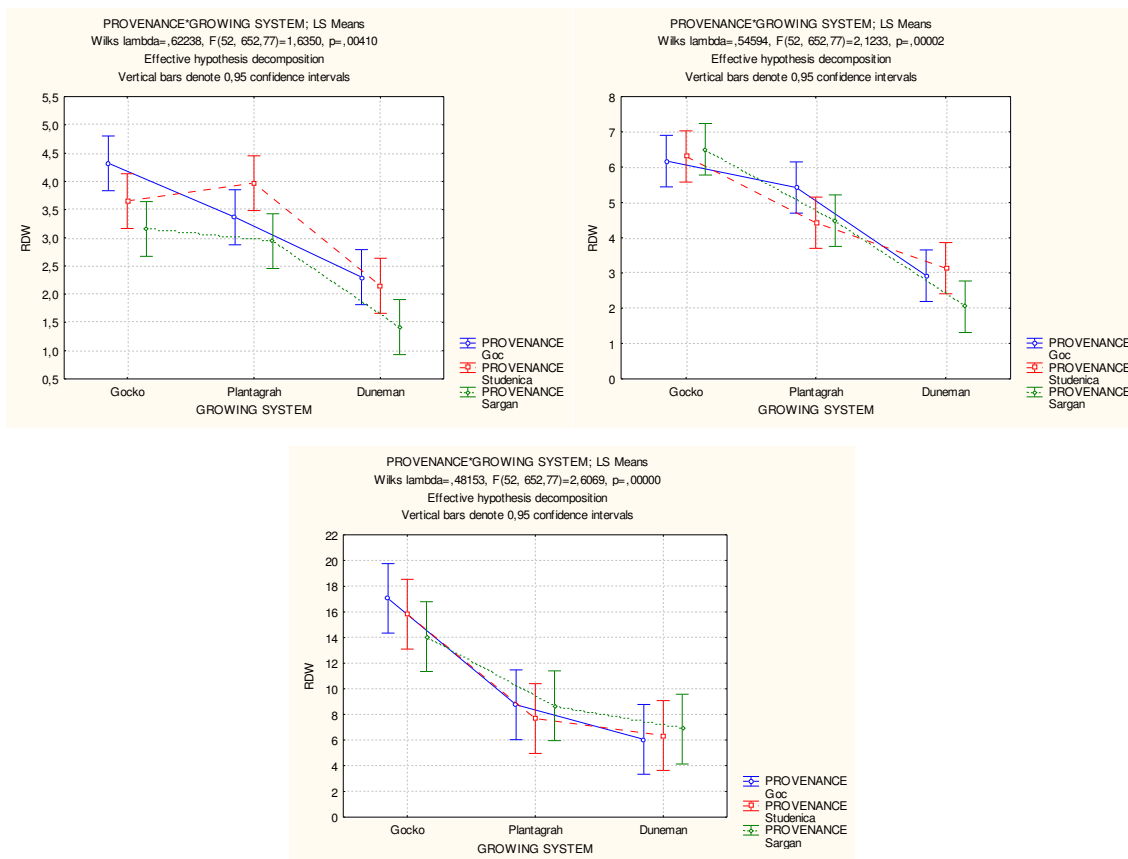 PROVENANCE*GROWING SYSTEM; LS Means
Wilks lambda=,62238, F(52, 652,77)=1,6350, p=,00410
Effective hypothesis decomposition
Vertical bars denote 0,95 confidence intervals
5,5
5,0
4,5
4,0
3,5
3,0
2,5
2,0
1,5
1,0
0,5
RDW
Gocko Plantagrah Duneman
GROWING SYSTEM
PROVENANCE
Goc
PROVENANCE
Studenica
PROVENANCE
Sargan
PROVENANCE*GROWING SYSTEM; LS Means
Wilks lambda=,54594, F(52, 652,77)=2,1233, p=,00002
Effective hypothesis decomposition
Vertical bars denote 0,95 confidence intervals
8
7
6
5
4
3
2
1
0
RDW
Gocko Plantagrah Duneman
GROWING SYSTEM
PROVENANCE
Goc
PROVENANCE
Studenica
PROVENANCE
Sargan
PROVENANCE*GROWING SYSTEM; LS Means
Wilks lambda=,48153, F(52, 652,77)=2,6069, p=,00000
Effective hypothesis decomposition
Vertical bars denote 0,95 confidence intervals
22
20
18
16
14
12
10
8
6
4
2
0
RDW
Gocko Plantagrah Duneman
GROWING SYSTEM
PROVENANCE
Goc
PROVENANCE
Studenica
PROVENANCE
Sargan